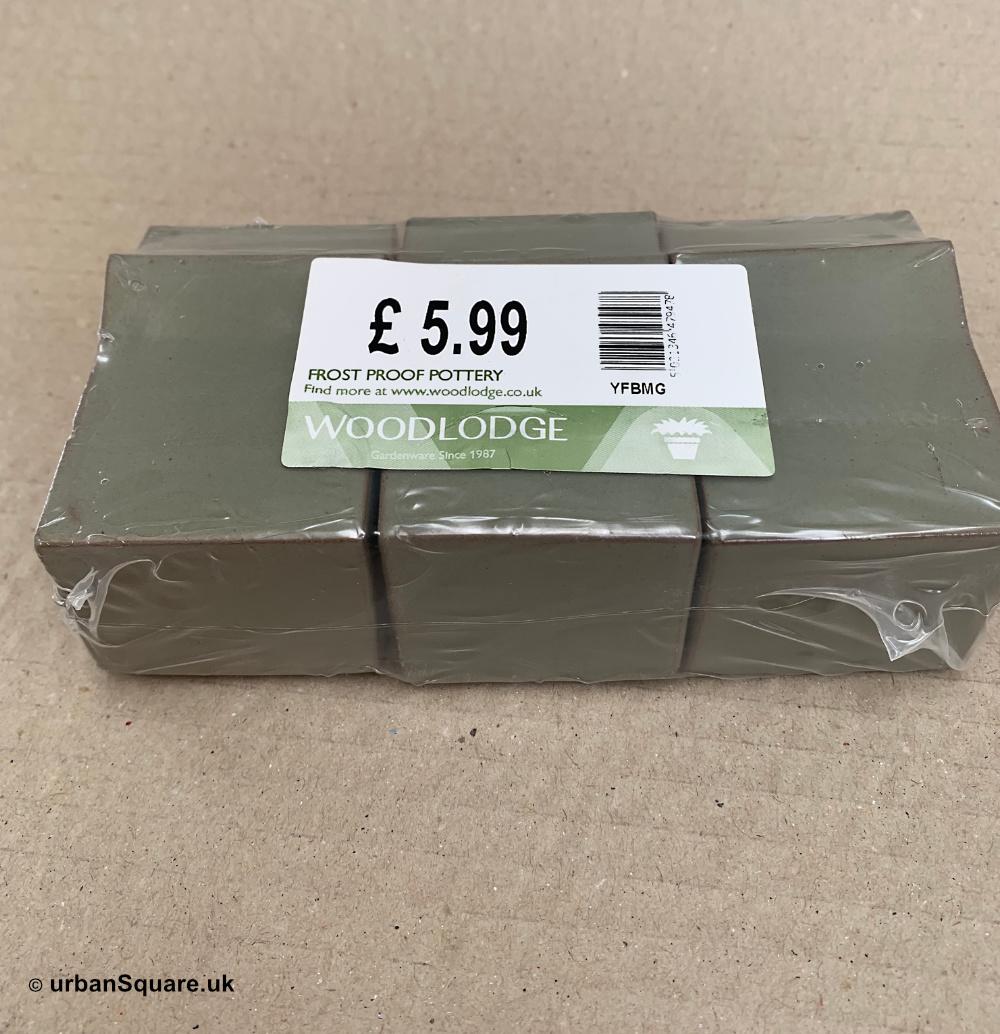 £ 5.99
FROST PROOF POTTERY
Find more at www.woodlodge.co.uk
YFBMG
WOODLODGE
Gardenware Since 1987
© urbanSquare.uk